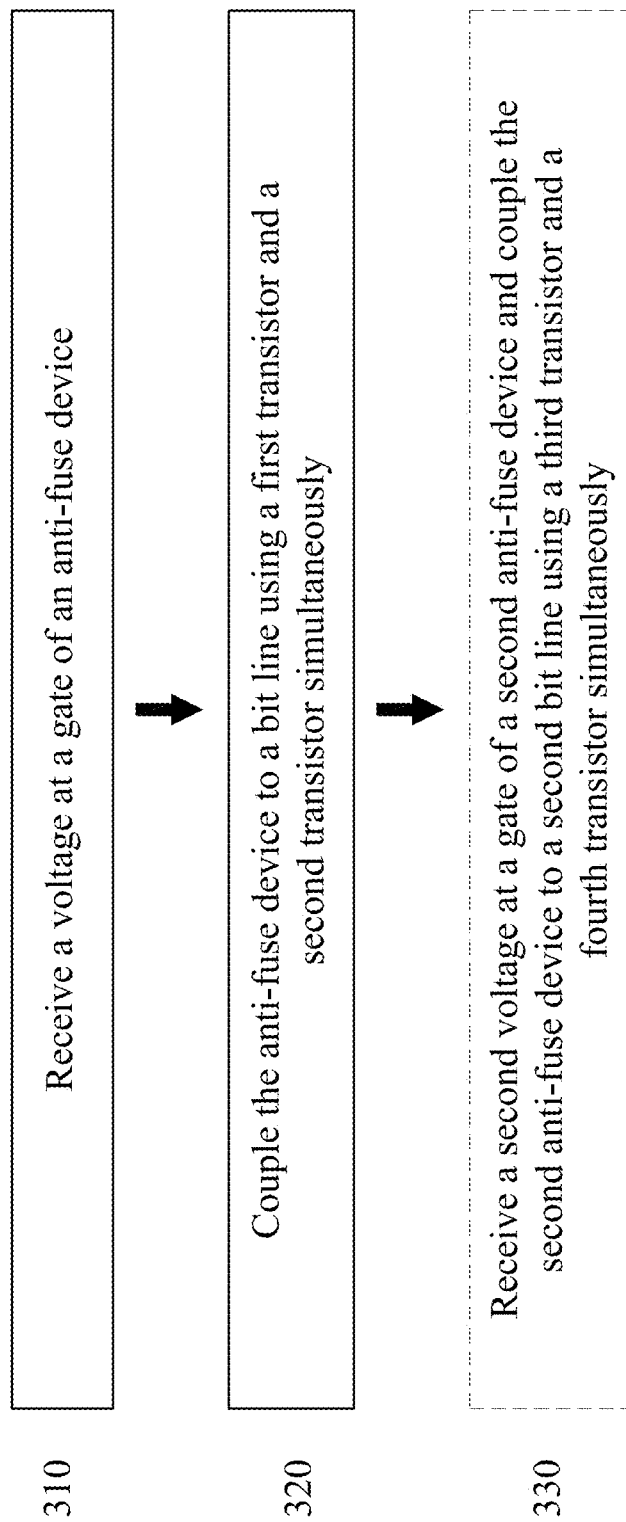 310
Receive a voltage at a gate of an anti-fuse device
320
Couple the anti-fuse device to a bit line using a first transistor and a
second transistor simultaneously
330
Receive a second voltage at a gate of a second anti-fuse device and couple the
second anti-fuse device to a second bit line using a third transistor and a
fourth transistor simultaneously